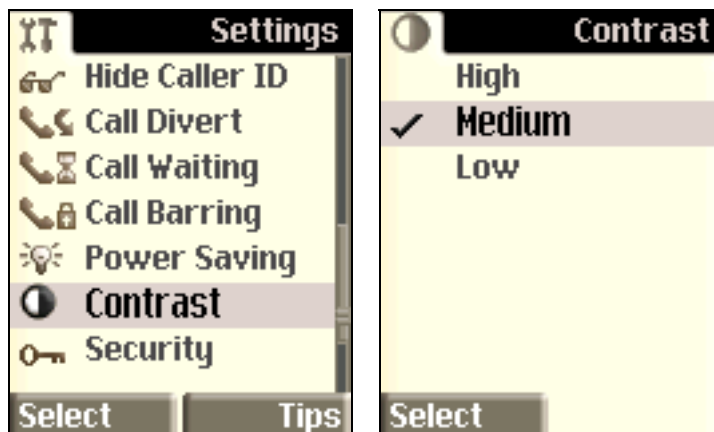 Settings
Hide Caller ID
Call Divert
Call Waiting
Call Barring
Power Saving
Contrast
Security
Select
Tips
Contrast
High
Medium
Low
Select